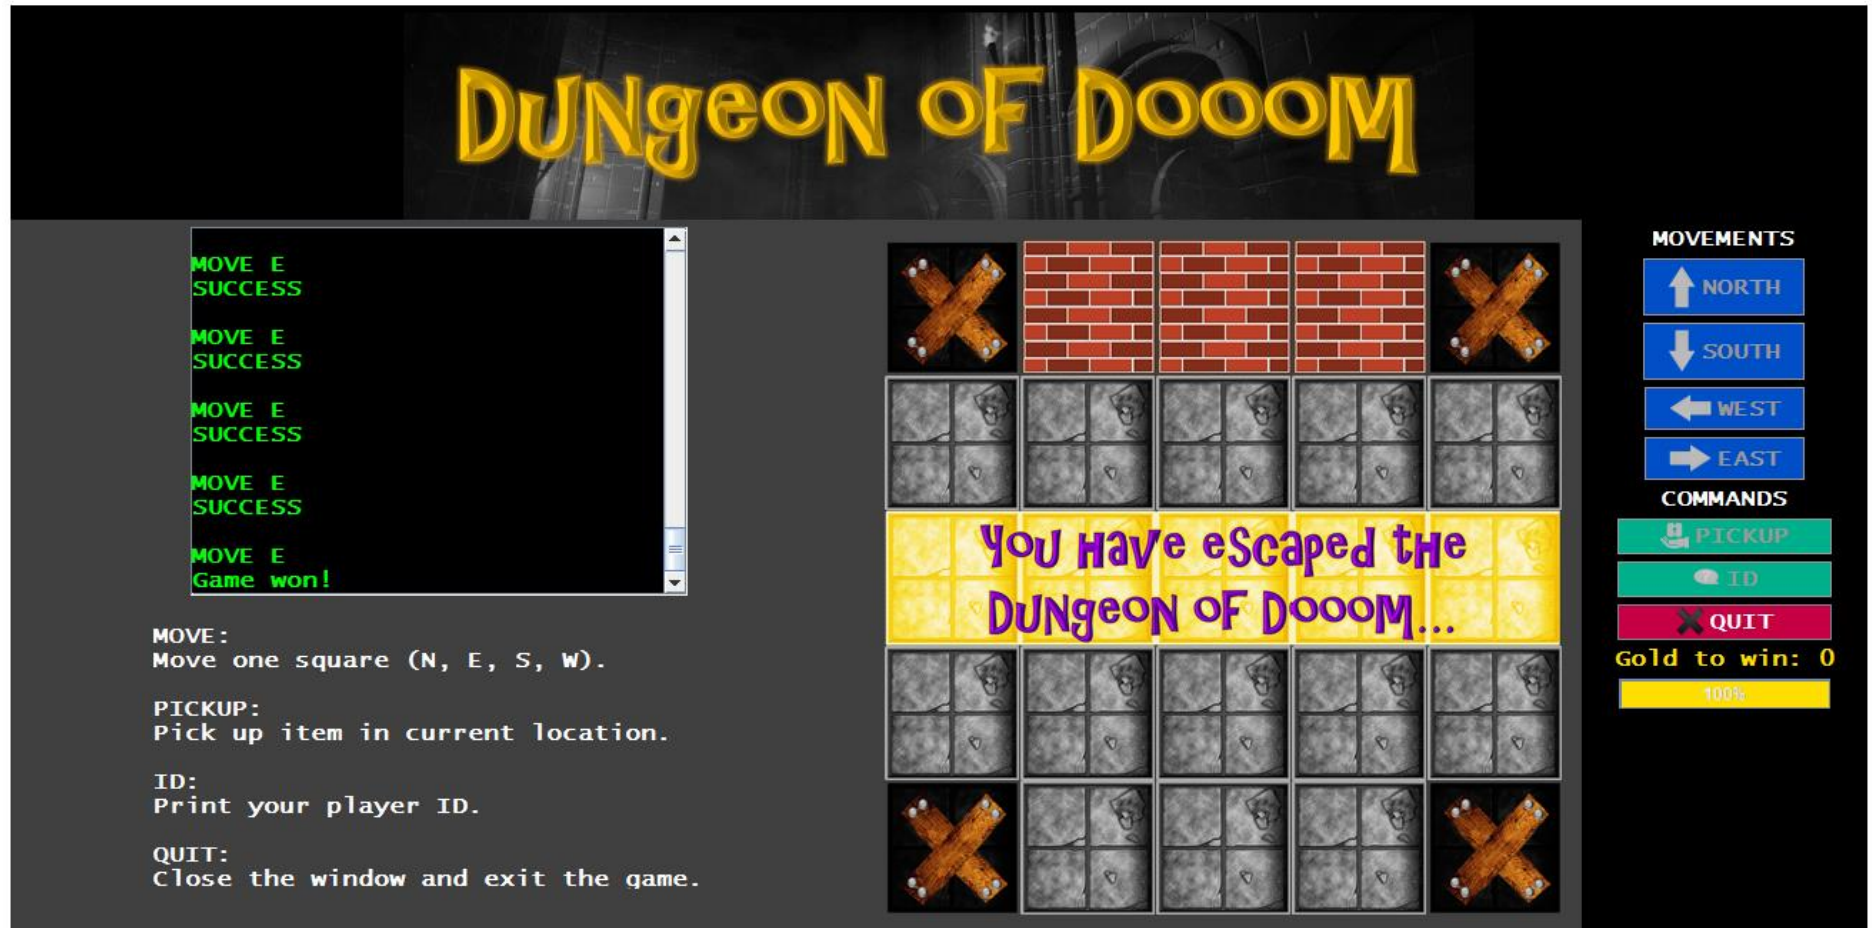 DUNgeON OF DOOOM
MOVE E
SUCCESS
MOVE E
SUCCESS
MOVE E
SUCCESS
MOVE E
SUCCESS
MOVE E
Game won!
MOVE:
Move one square (N, E, S, W).
PICKUP:
Pick up item in current location.
ID:
Print your player ID.
QUIT:
Close the window and exit the game.
YOU Have eScaped tHe
DUNgeON OF DOOOM...
MOVEMENTS
NORTH
SOUTH
WEST
EAST
COMMANDS
PICKUP
ID
QUIT
Gold to win: 0
100%